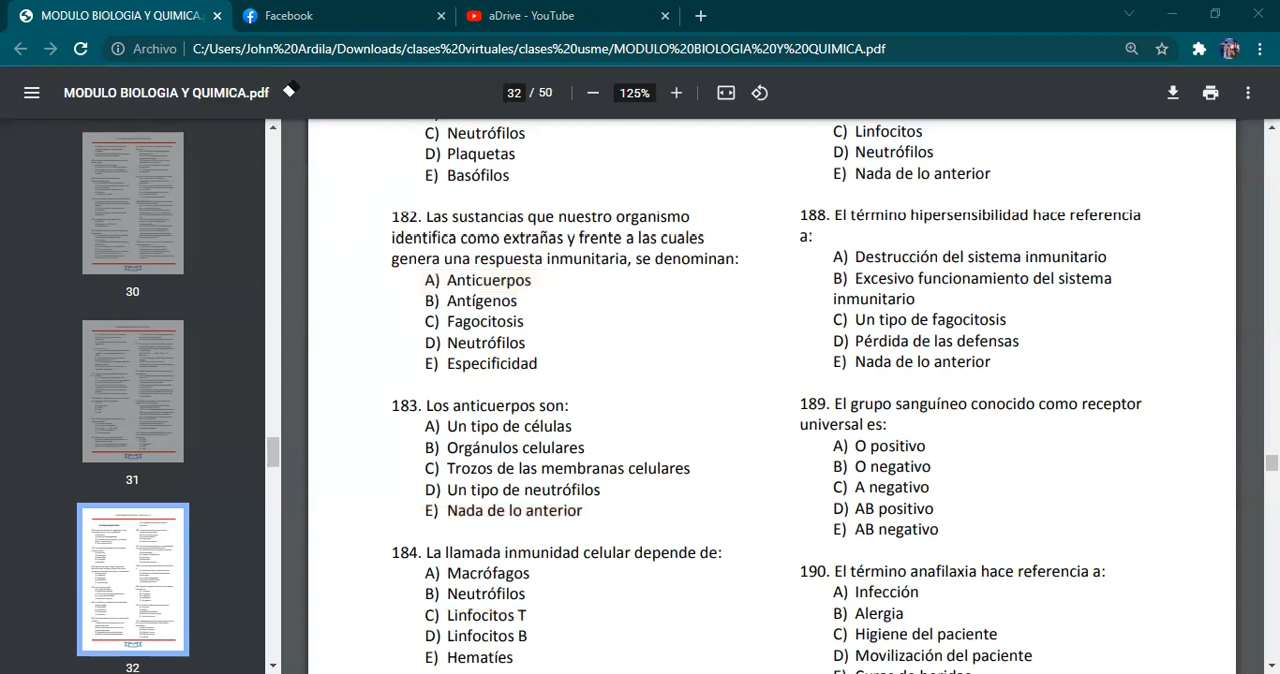 MODULO BIOLOGIA Y QUIMICA.
Facebook
aDrive - YouTube
Archivo
C:/Users/John%20Ardila/Downloads/clases%20virtuales/clases%20usme/MODULO%20BIOLOGIA%20Y%20QUIMICA.pdf
MODULO BIOLOGIA Y QUIMICA.pdf
32 / 50
125%
30
31
32
C) Neutrófilos
D) Plaquetas
E) Basófilos
182. Las sustancias que nuestro organismo
identifica como extrañas y frente a las cuales
genera una respuesta inmunitaria, se denominan:
A) Anticuerpos
B) Antígenos
C) Fagocitosis
D) Neutrófilos
E) Especificidad
183. Los anticuerpos son:
A) Un tipo de células
B) Orgánulos celulares
C) Trozos de las membranas celulares
D) Un tipo de neutrófilos
E) Nada de lo anterior
184. La llamada inmunidad celular depende de:
A) Macrófagos
B) Neutrófilos
C) Linfocitos T
D) Linfocitos B
E) Hematíes
C) Linfocitos
D) Neutrófilos
E) Nada de lo anterior
188. El término hipersensibilidad hace referencia
a:
A) Destrucción del sistema inmunitario
B) Excesivo funcionamiento del sistema
inmunitario
C) Un tipo de fagocitosis
D) Pérdida de las defensas
E) Nada de lo anterior
189. El grupo sanguíneo conocido como receptor
universal es:
A) O positivo
B) O negativo
C) A negativo
D) AB positivo
E) AB negativo
190. El término anafilaxia hace referencia a:
A) Infección
B) Alergia
C) Higiene del paciente
D) Movilización del paciente